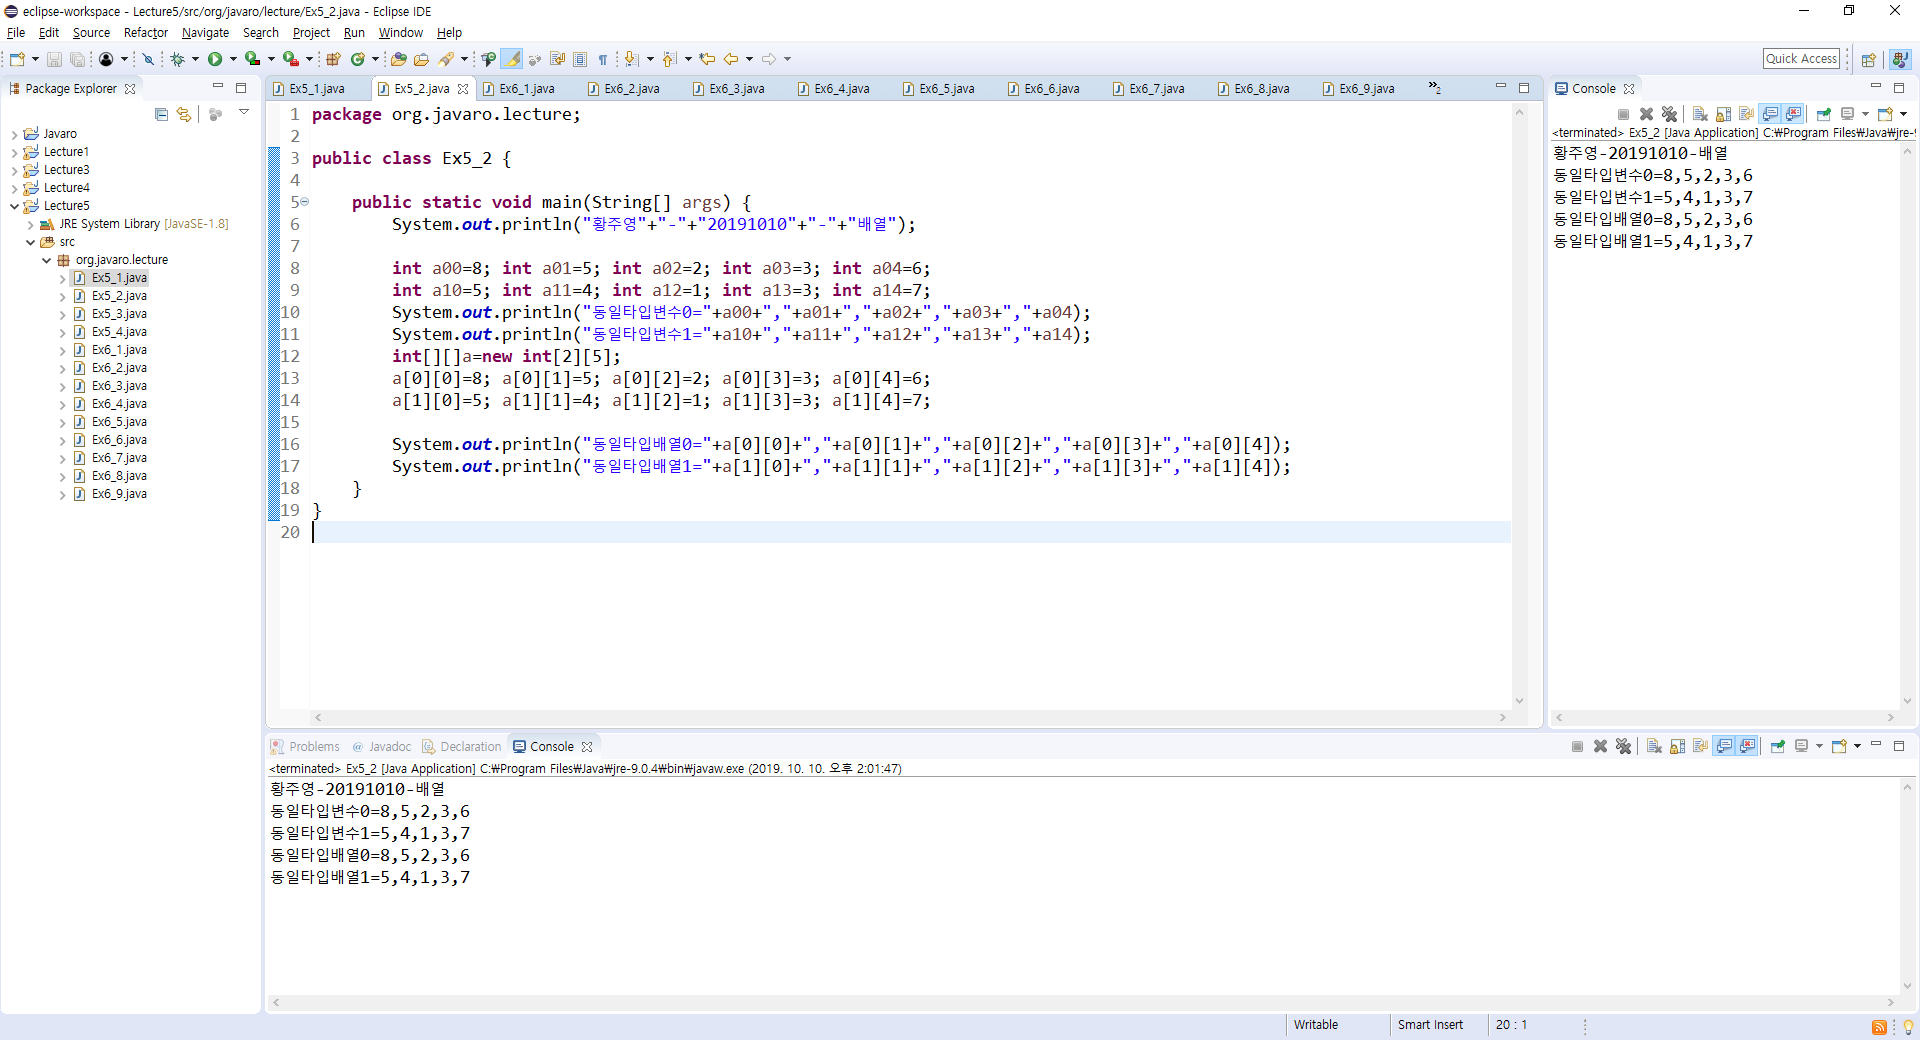 eclipse-workspace - Lecture5/src/org/javaro/lecture/Ex5_2.java - Eclipse IDE
File Edit Source Refactor Navigate Search Project Run Window Help
Quick Access
Package Explorer
Javaro
Lecture1
Lecture3
Lecture4
Lecture5
JRE System Library [JavaSE-1.8]
src
org.javaro.lecture
Ex5_1.java
Ex5_2.java
Ex5_3.java
Ex5_4.java
Ex6_1.java
Ex6_2.java
Ex6_3.java
Ex6_4.java
Ex6_5.java
Ex6_6.java
Ex6_7.java
Ex6_8.java
Ex6_9.java
Ex5_1.java Ex5_2.java Ex6_1.java Ex6_2.java Ex6_3.java Ex6_4.java Ex6_5.java Ex6_6.java Ex6_7.java Ex6_8.java Ex6_9.java »2
1 package org.javaro.lecture;
2
3 public class Ex5_2 {
4
5 public static void main(String[] args) {
6 System.out.println("황주영"+"-"+"20191010"+"-"+"배열");
7
8 int a00=8; int a01=5; int a02=2; int a03=3; int a04=6;
9 int a10=5; int a11=4; int a12=1; int a13=3; int a14=7;
10 System.out.println("동일타입변수0="+a00+","+a01+","+a02+","+a03+","+a04);
11 System.out.println("동일타입변수1="+a10+","+a11+","+a12+","+a13+","+a14);
12 int[][]a=new int[2][5];
13 a[0][0]=8; a[0][1]=5; a[0][2]=2; a[0][3]=3; a[0][4]=6;
14 a[1][0]=5; a[1][1]=4; a[1][2]=1; a[1][3]=3; a[1][4]=7;
15
16 System.out.println("동일타입배열0="+a[0][0]+","+a[0][1]+","+a[0][2]+","+a[0][3]+","+a[0][4]);
17 System.out.println("동일타입배열1="+a[1][0]+","+a[1][1]+","+a[1][2]+","+a[1][3]+","+a[1][4]);
18 }
19 }
20
Console
<terminated> Ex5_2 [Java Application] C:₩Program Files₩Java₩jre-9
황주영-20191010-배열
동일타입변수0=8,5,2,3,6
동일타입변수1=5,4,1,3,7
동일타입배열0=8,5,2,3,6
동일타입배열1=5,4,1,3,7
Problems @ Javadoc Declaration Console
<terminated> Ex5_2 [Java Application] C:₩Program Files₩Java₩jre-9.0.4₩bin₩javaw.exe (2019. 10. 10. 오후 2:01:47)
황주영-20191010-배열
동일타입변수0=8,5,2,3,6
동일타입변수1=5,4,1,3,7
동일타입배열0=8,5,2,3,6
동일타입배열1=5,4,1,3,7
Writable Smart Insert 20 : 1